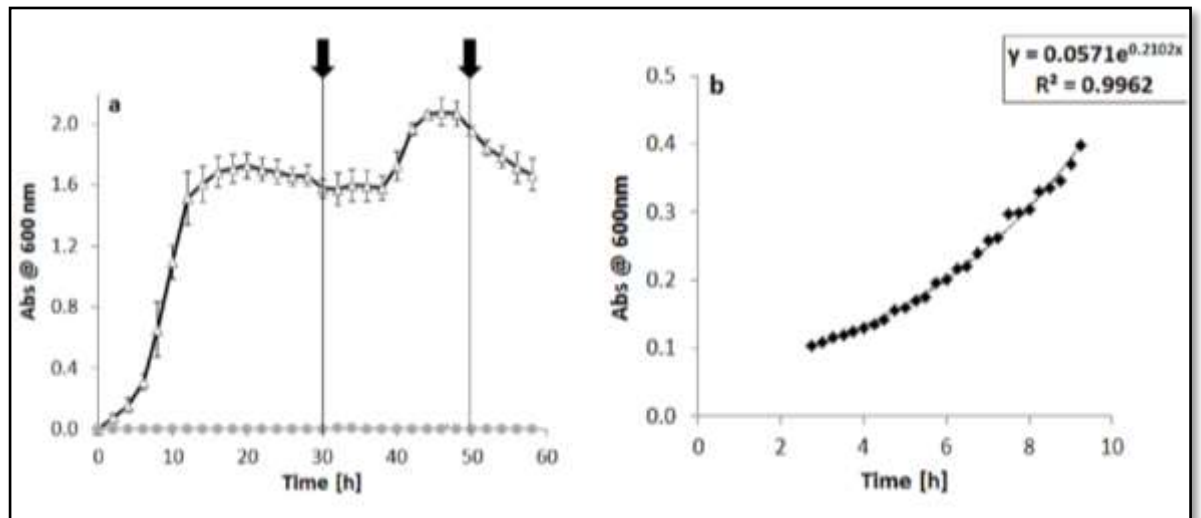 a
2.0
1.6
1.2
0.8
0.4
0.0
0 10 20 30 40 50 60
Time [h]
Abs @ 600 nm
b
y = 0.0571e^0.2102x
R² = 0.9962
0.5
0.4
0.3
0.2
0.1
0.0
0 2 4 6 8 10
Time [h]
Abs @ 600nm